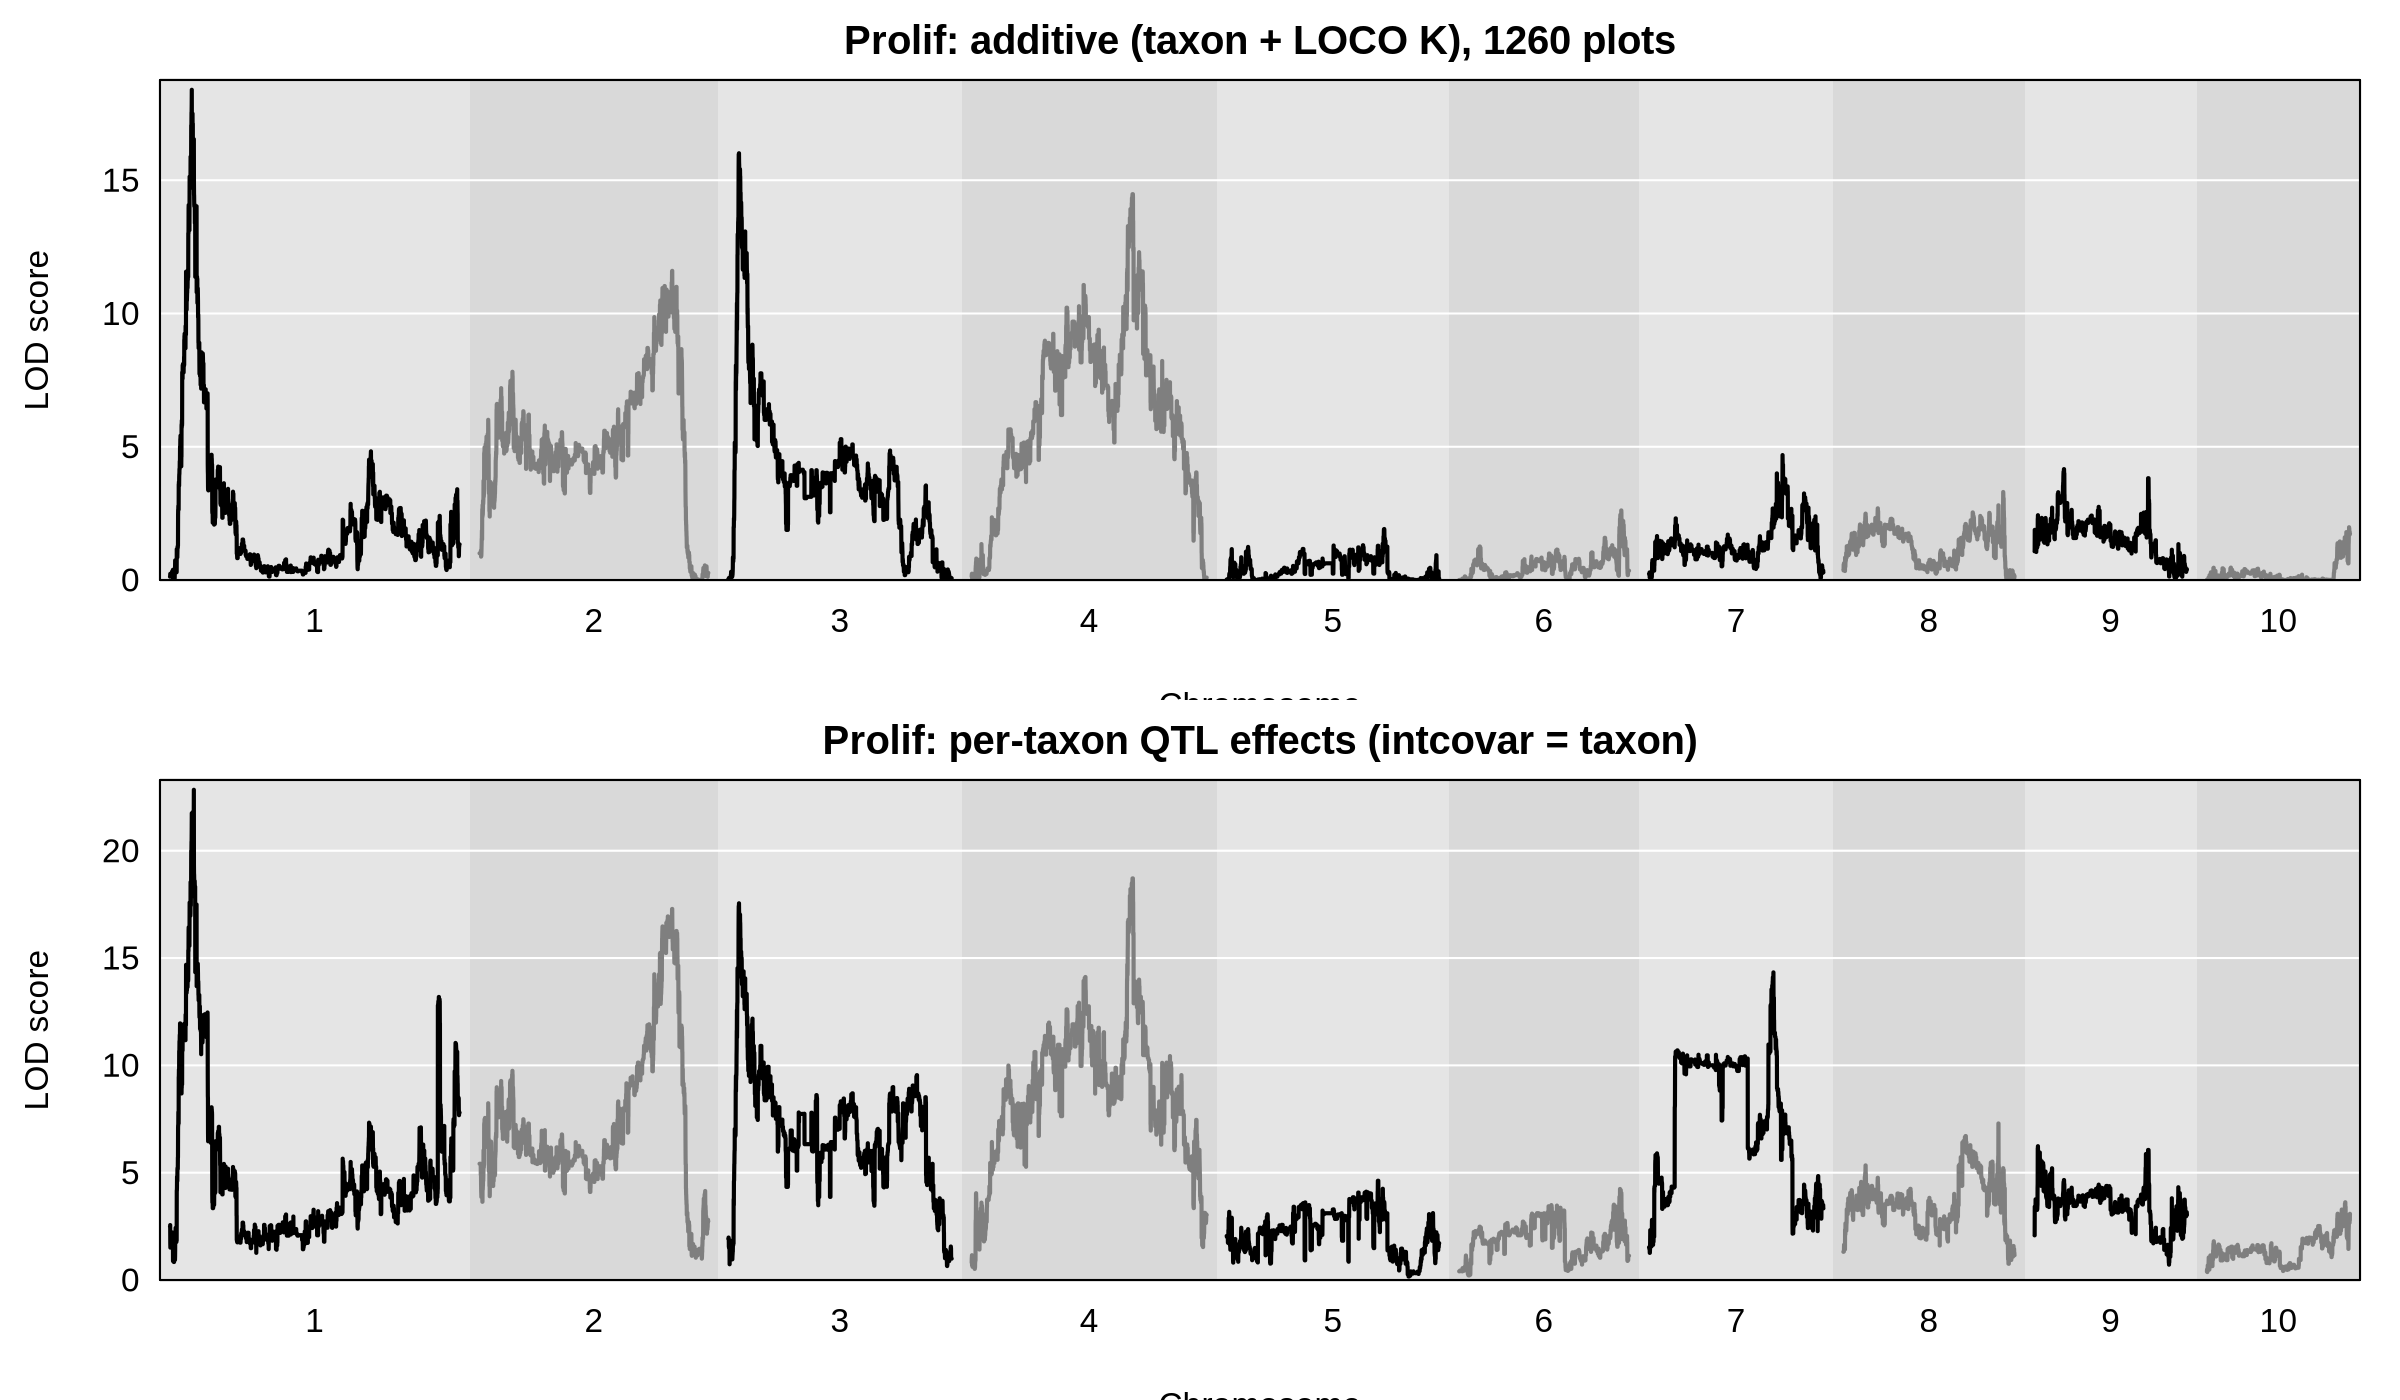 Prolif: additive (taxon + LOCO K), 1260 plots
LOD score
15
10
5
0
1 2 3 4 5 6 7 8 9 10
Chromosome
Prolif: per-taxon QTL effects (intcovar = taxon)
LOD score
20
15
10
5
0
1 2 3 4 5 6 7 8 9 10
Chromosome